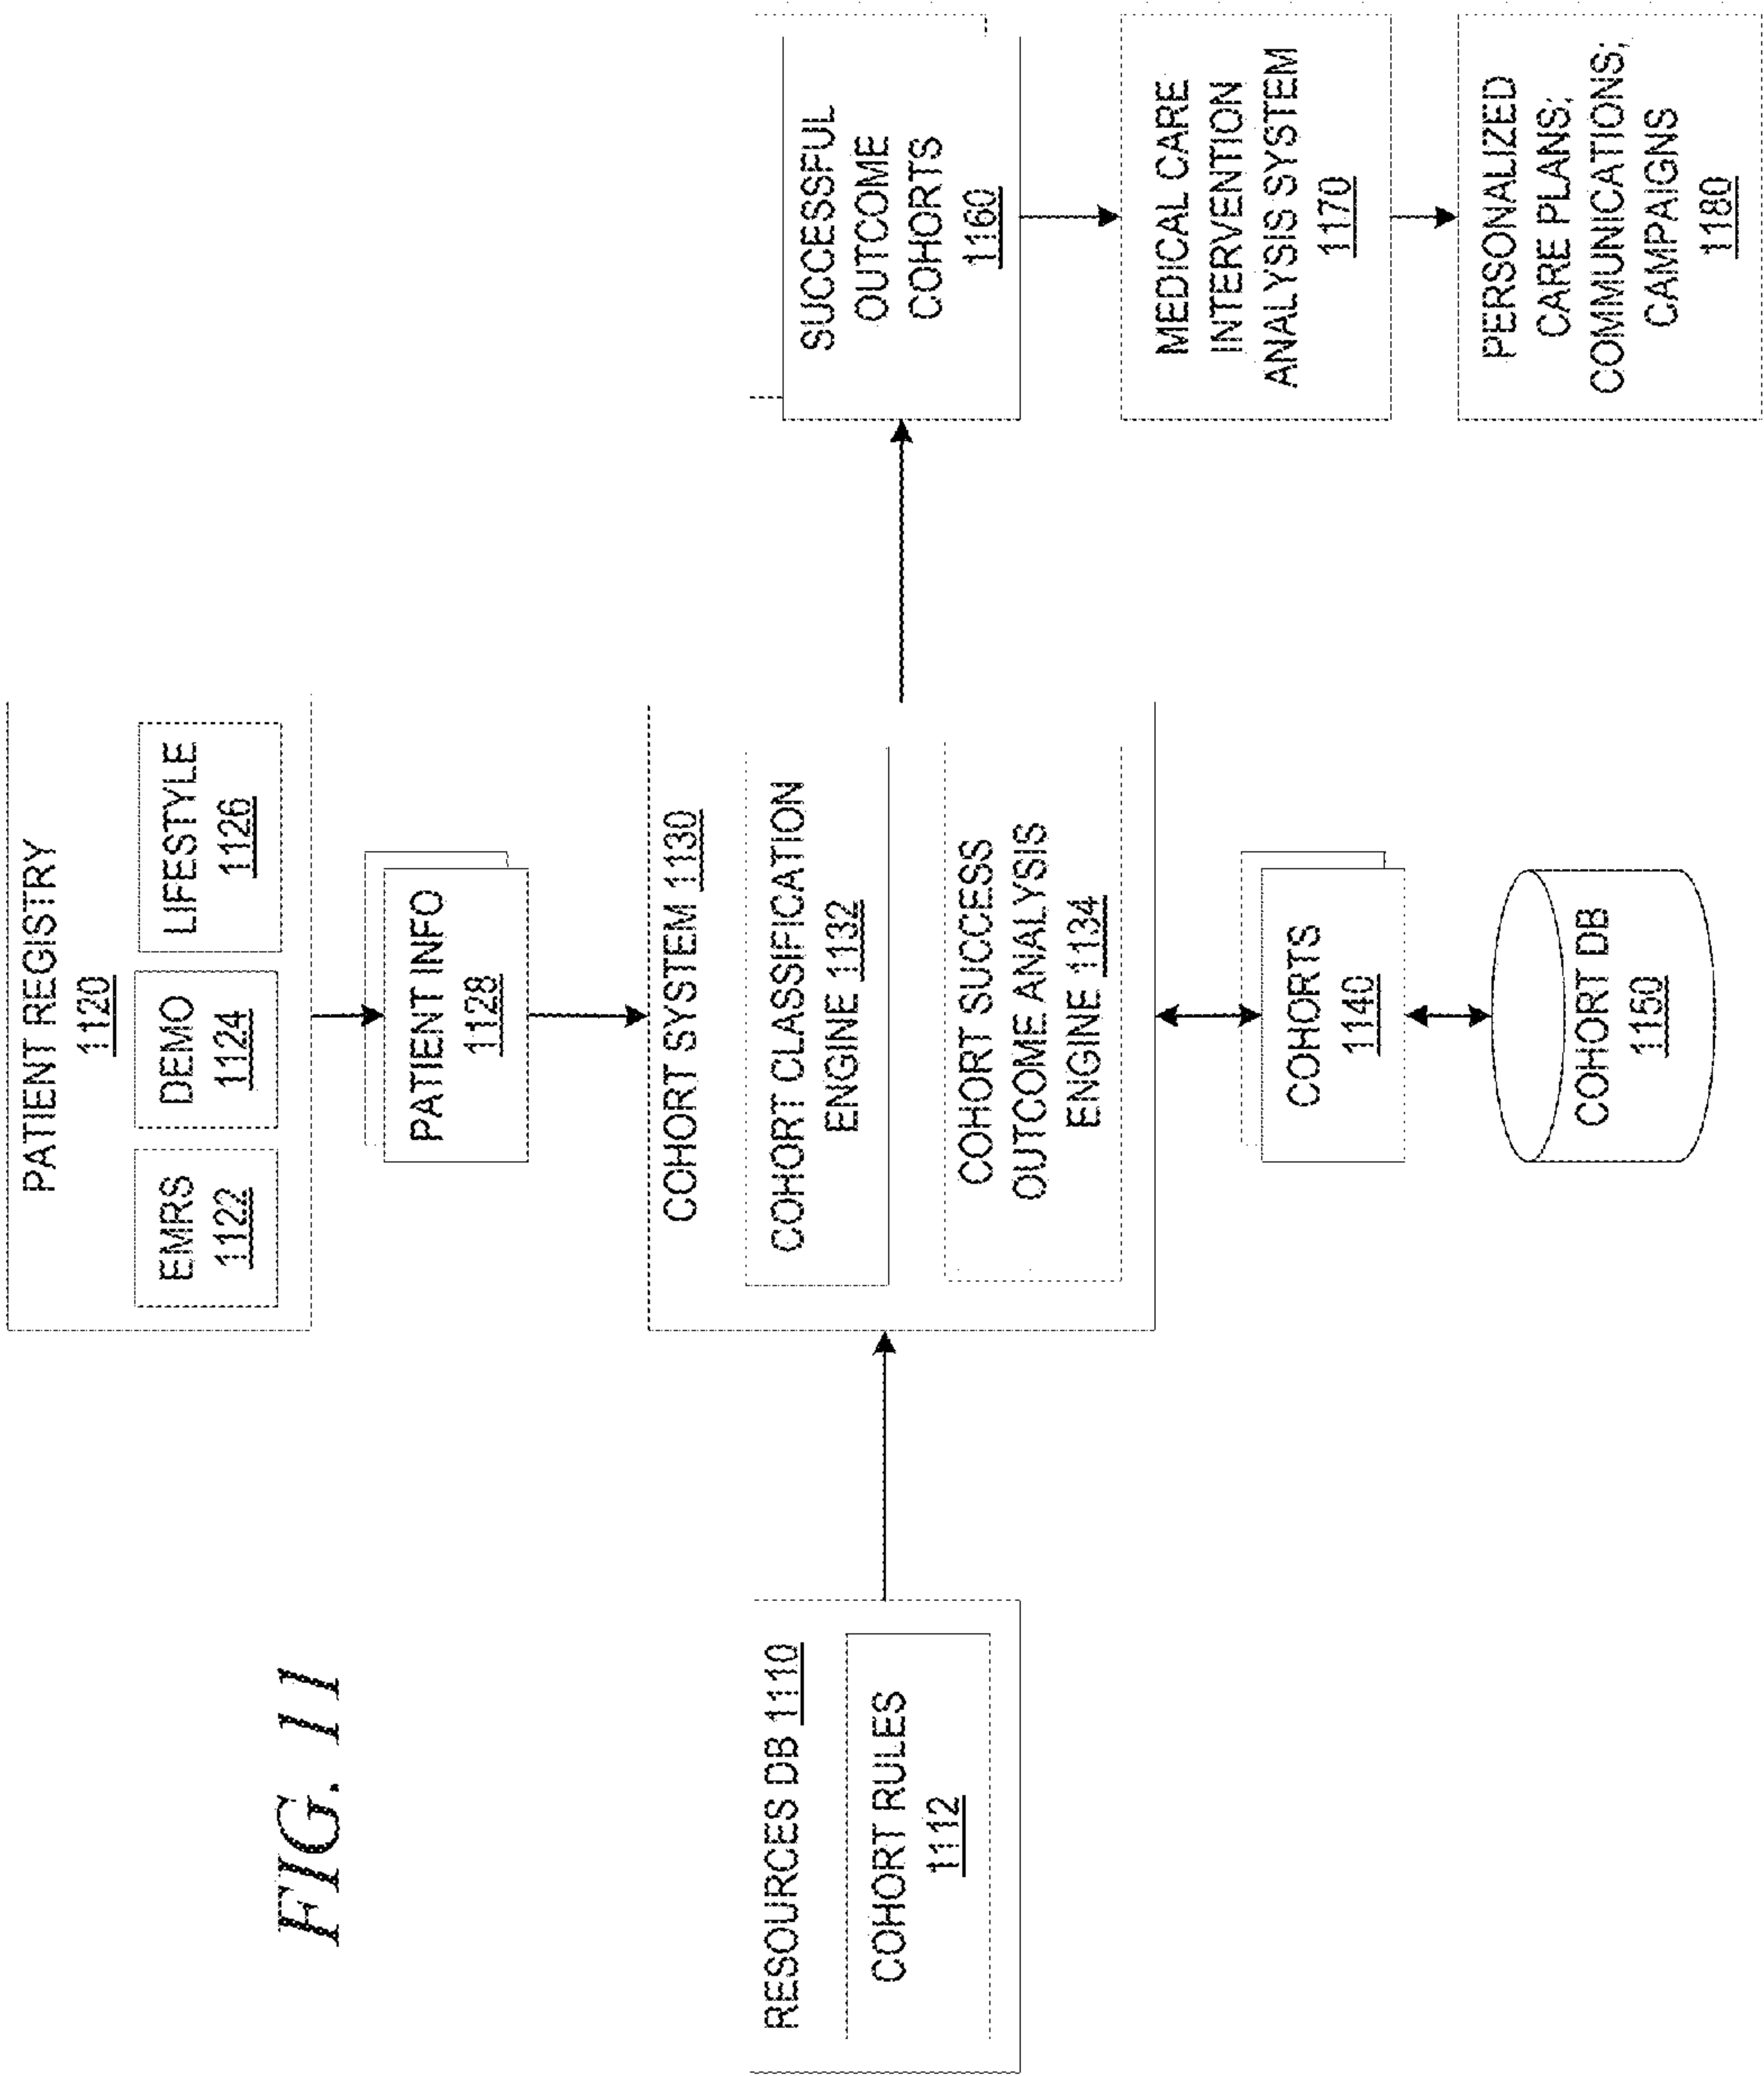 FIG. 11
PATIENT REGISTRY
1120
EMRS
1122
DEMO
1124
LIFESTYLE
1126
PATIENT INFO
1128
RESOURCES DB 1110
COHORT RULES
1112
COHORT SYSTEM 1130
COHORT CLASSIFICATION
ENGINE 1132
COHORT SUCCESS
OUTCOME ANALYSIS
ENGINE 1134
COHORTS
1140
COHORT DB
1150
SUCCESSFUL
OUTCOME
COHORTS
1160
MEDICAL CARE
INTERVENTION
ANALYSIS SYSTEM
1170
PERSONALIZED
CARE PLANS;
COMMUNICATIONS;
CAMPAIGNS
1180